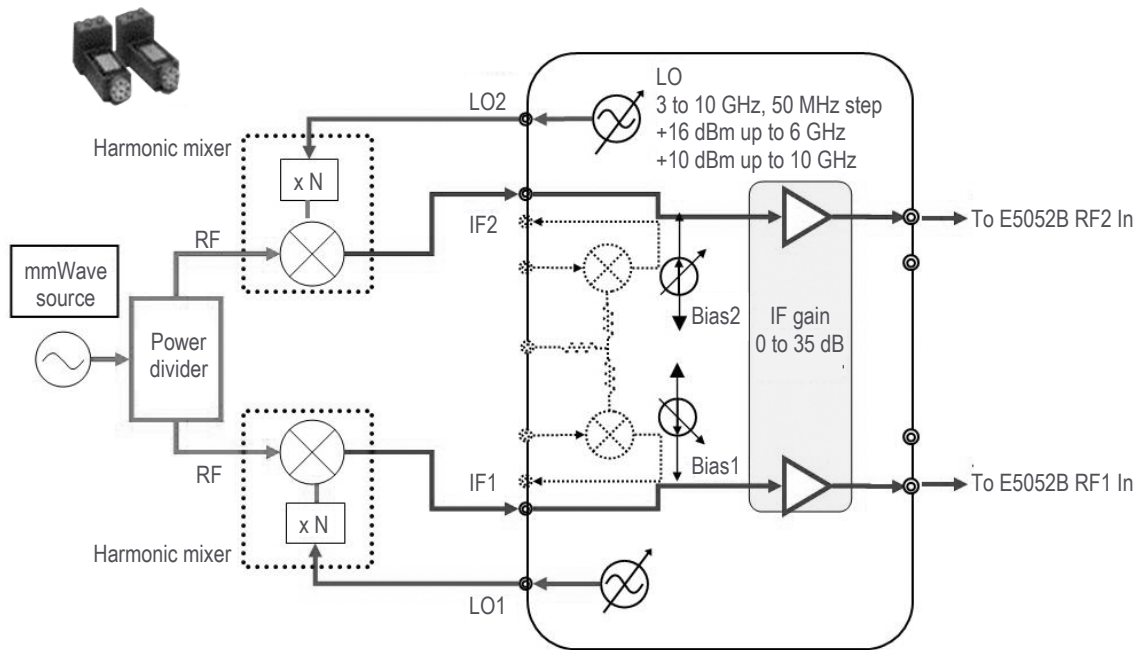 LO
LO2
3 to 10 GHz, 50 MHz step
+16 dBm up to 6 GHz
+10 dBm up to 10 GHz
Harmonic mixer
x N
To E5052B RF2 In
IF2
RF
mmWave
source
Bias2
IF gain
0 to 35 dB
Power
divider
Bias1
RF
IF1
To E5052B RF1 In
x N
Harmonic mixer
LO1